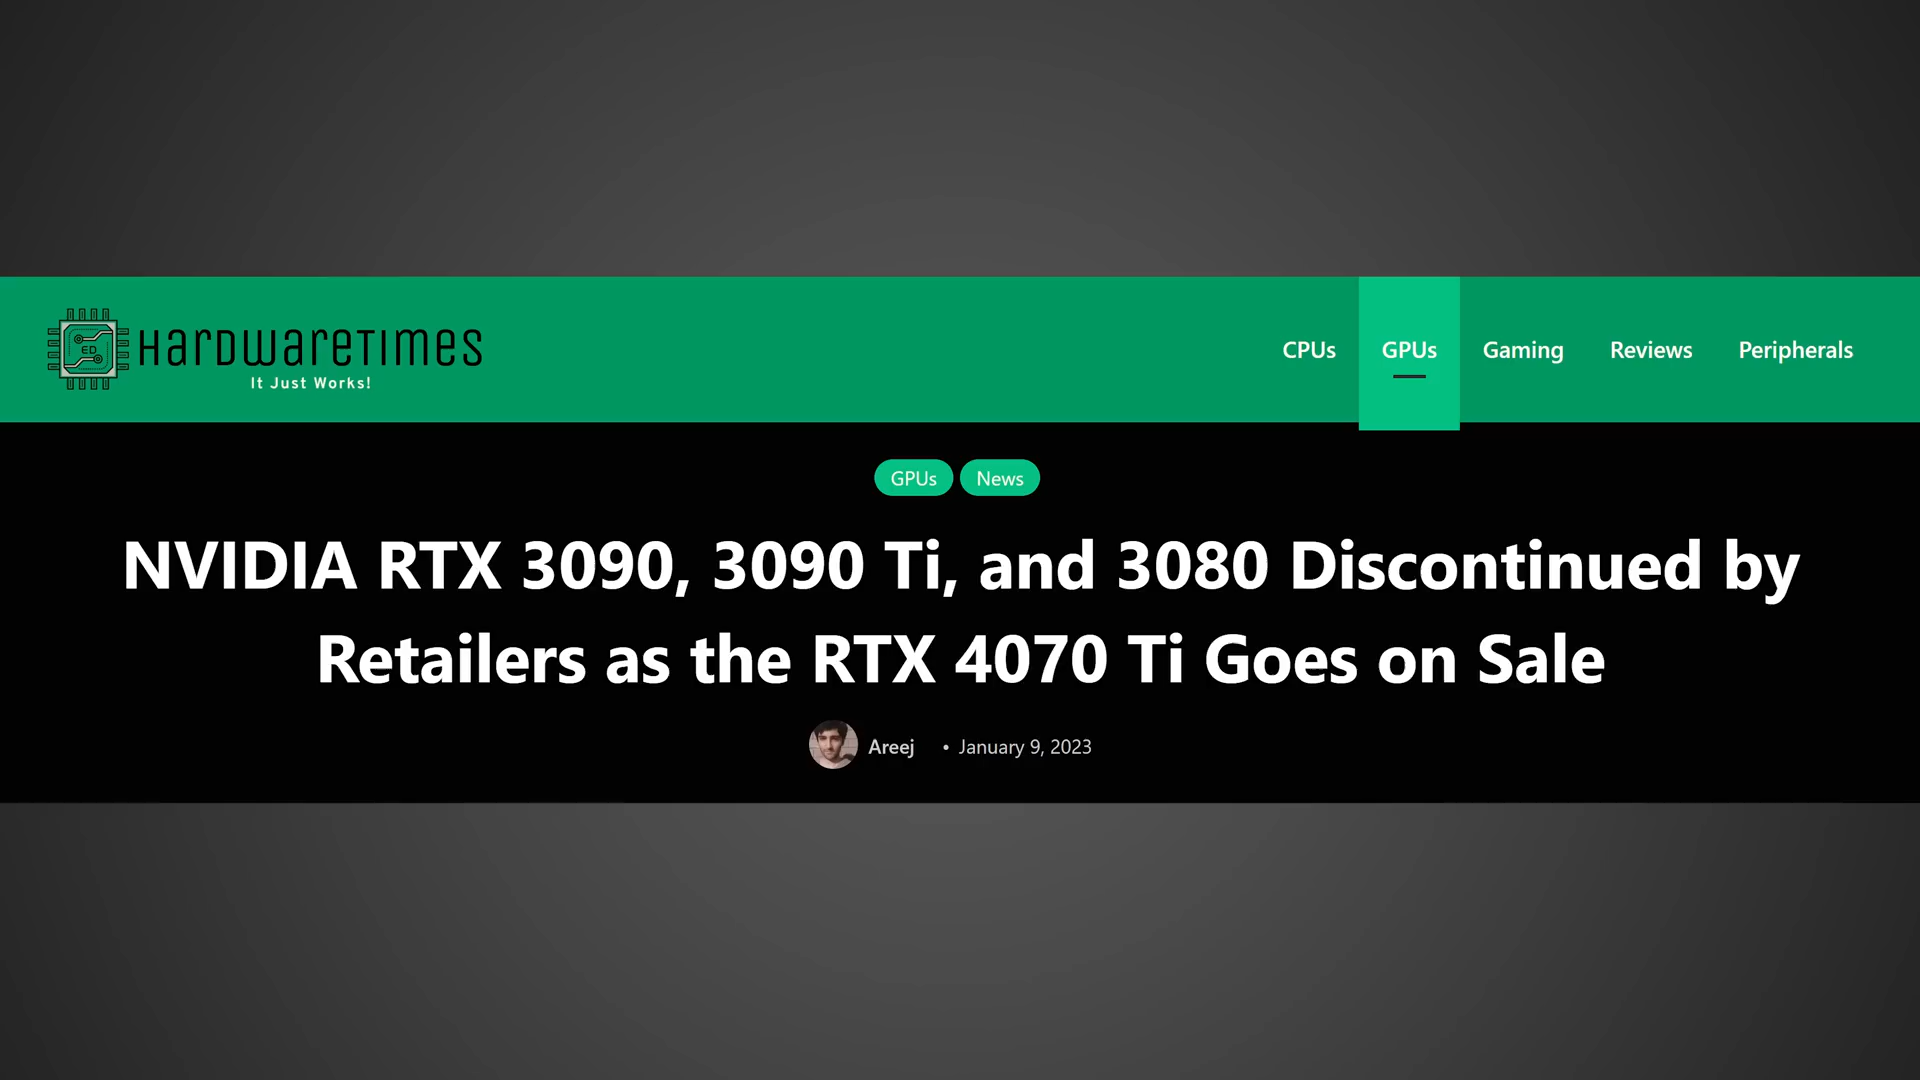 ED
HARDWARETIMES
It Just Works!
CPUs
GPUs
Gaming
Reviews
Peripherals
GPUs
News
NVIDIA RTX 3090, 3090 Ti, and 3080 Discontinued by
Retailers as the RTX 4070 Ti Goes on Sale
Areej • January 9, 2023